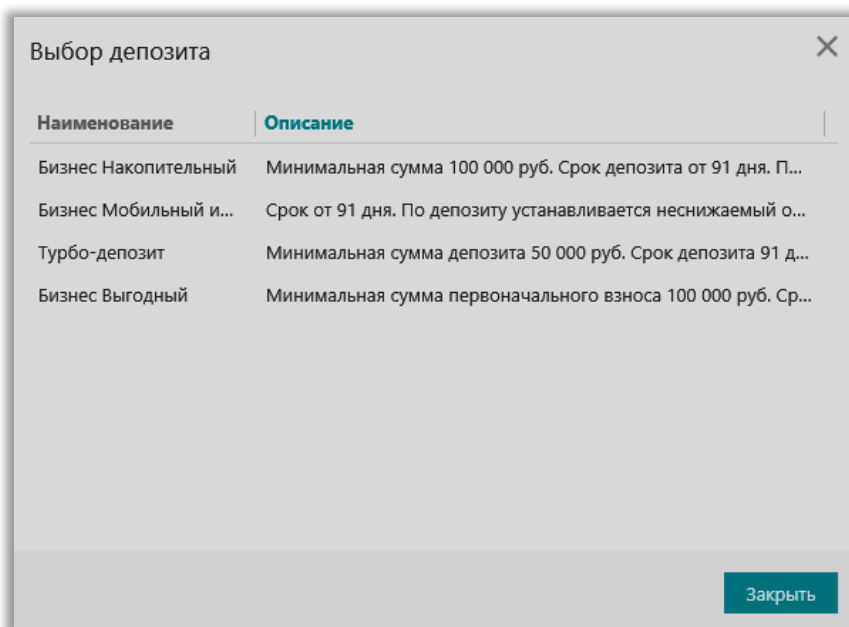 Выбор депозита
Наименование Описание
Бизнес Накопительный Минимальная сумма 100 000 руб. Срок депозита от 91 дня. П...
Бизнес Мобильный и... Срок от 91 дня. По депозиту устанавливается неснижаемый о...
Турбо-депозит Минимальная сумма депозита 50 000 руб. Срок депозита 91 д...
Бизнес Выгодный Минимальная сумма первоначального взноса 100 000 руб. Ср...
Закрыть